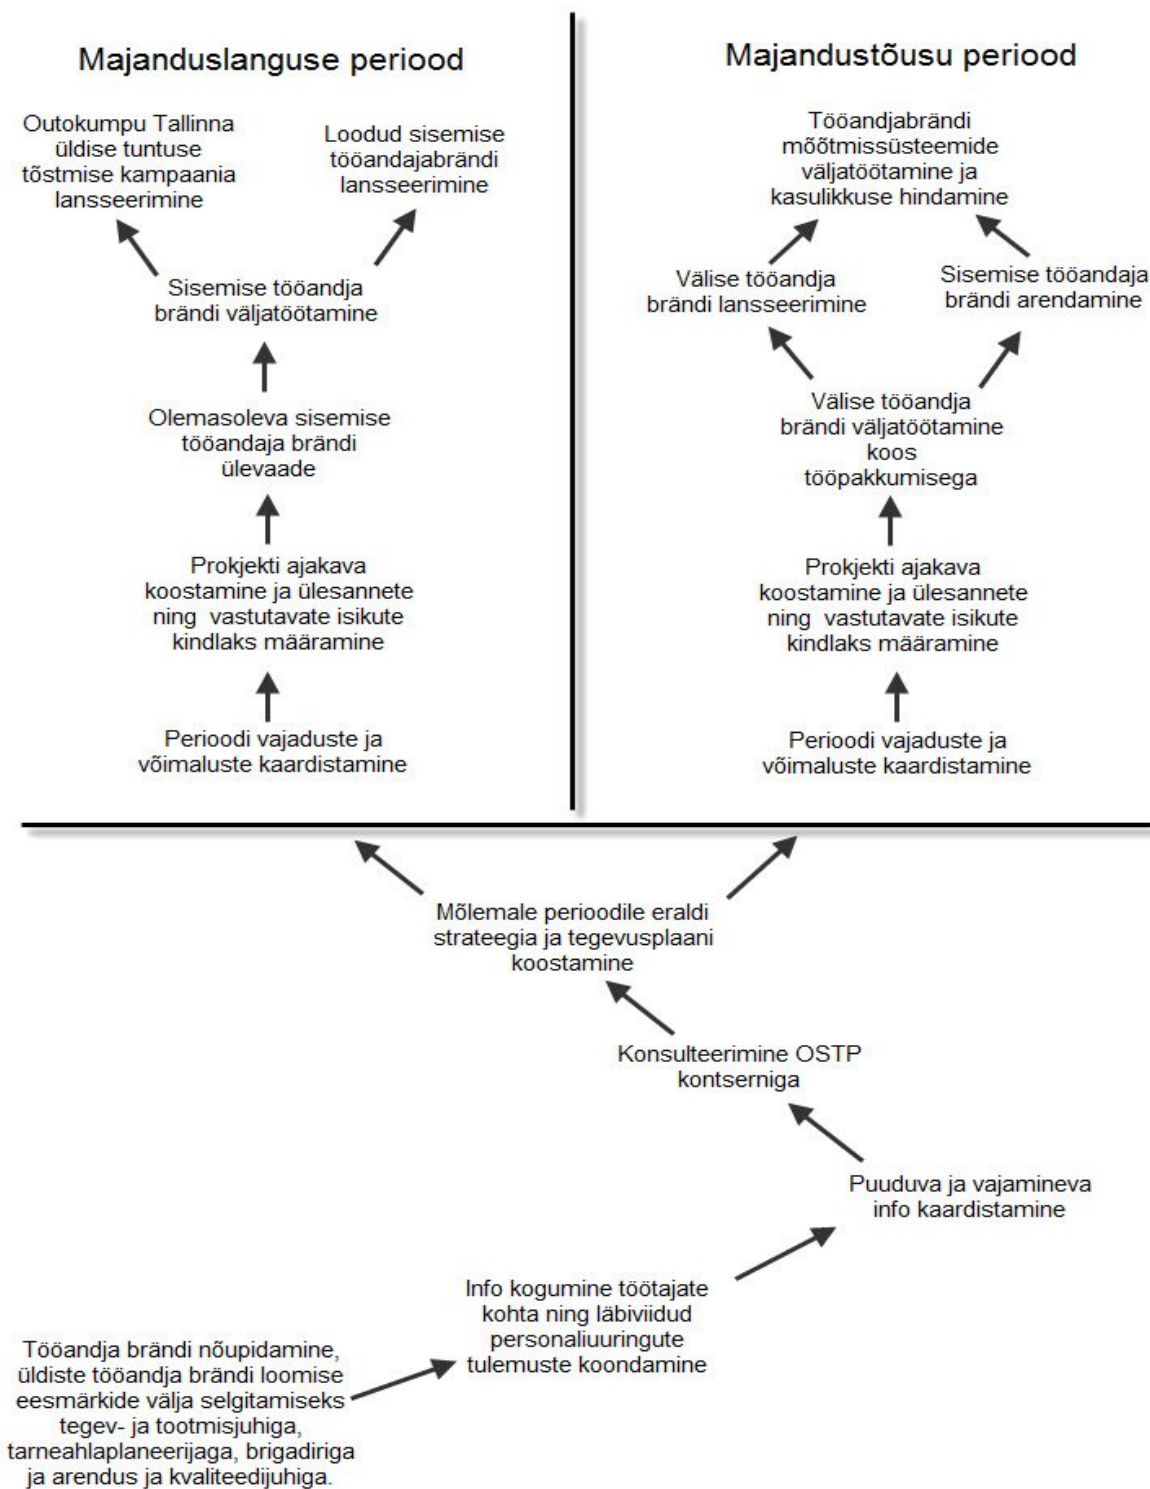 Majanduslanguse periood
Outokumpu Tallinna
üldise tuntuse
tõstmise kampaania
lansseerimine
Loodud sisemise
tööandajabrändi
lansseerimine
Sisemise tööandja
brändi väljatöötamine
Olemasoleva sisemise
tööandaja brändi
ülevaade
Prokjekti ajakava
koostamine ja ülesannete
ning vastutavate isikute
kindlaks määramine
Perioodi vajaduste ja
võimaluste kaardistamine
Majandustõusu periood
Tööandjabrändi
mõõtmissüsteemide
väljatöötamine ja
kasulikkuse hindamine
Välise tööandja
brändi lansseerimine
Sisemise tööandaja
brändi arendamine
Välise tööandja
brändi väljatöötamine
koos
tööpakkumisega
Prokjekti ajakava
koostamine ja ülesannete
ning vastutavate isikute
kindlaks määramine
Perioodi vajaduste ja
võimaluste kaardistamine
Mõlemale perioodile eraldi
strateegia ja tegevusplaani
koostamine
Konsulteerimine OSTP
kontserniga
Puuduva ja vajamineva
info kaardistamine
Info kogumine töötajate
kohta ning läbiviidud
personaliuuringute
tulemuste koondamine
Tööandja brändi nõupidamine,
üldiste tööandja brändi loomise
eesmärkide välja selgitamiseks
tegev- ja tootmisjuhiga,
tarneahlaplaneerijaga, brigadiriga
ja arendus ja kvaliteedijuhiga.